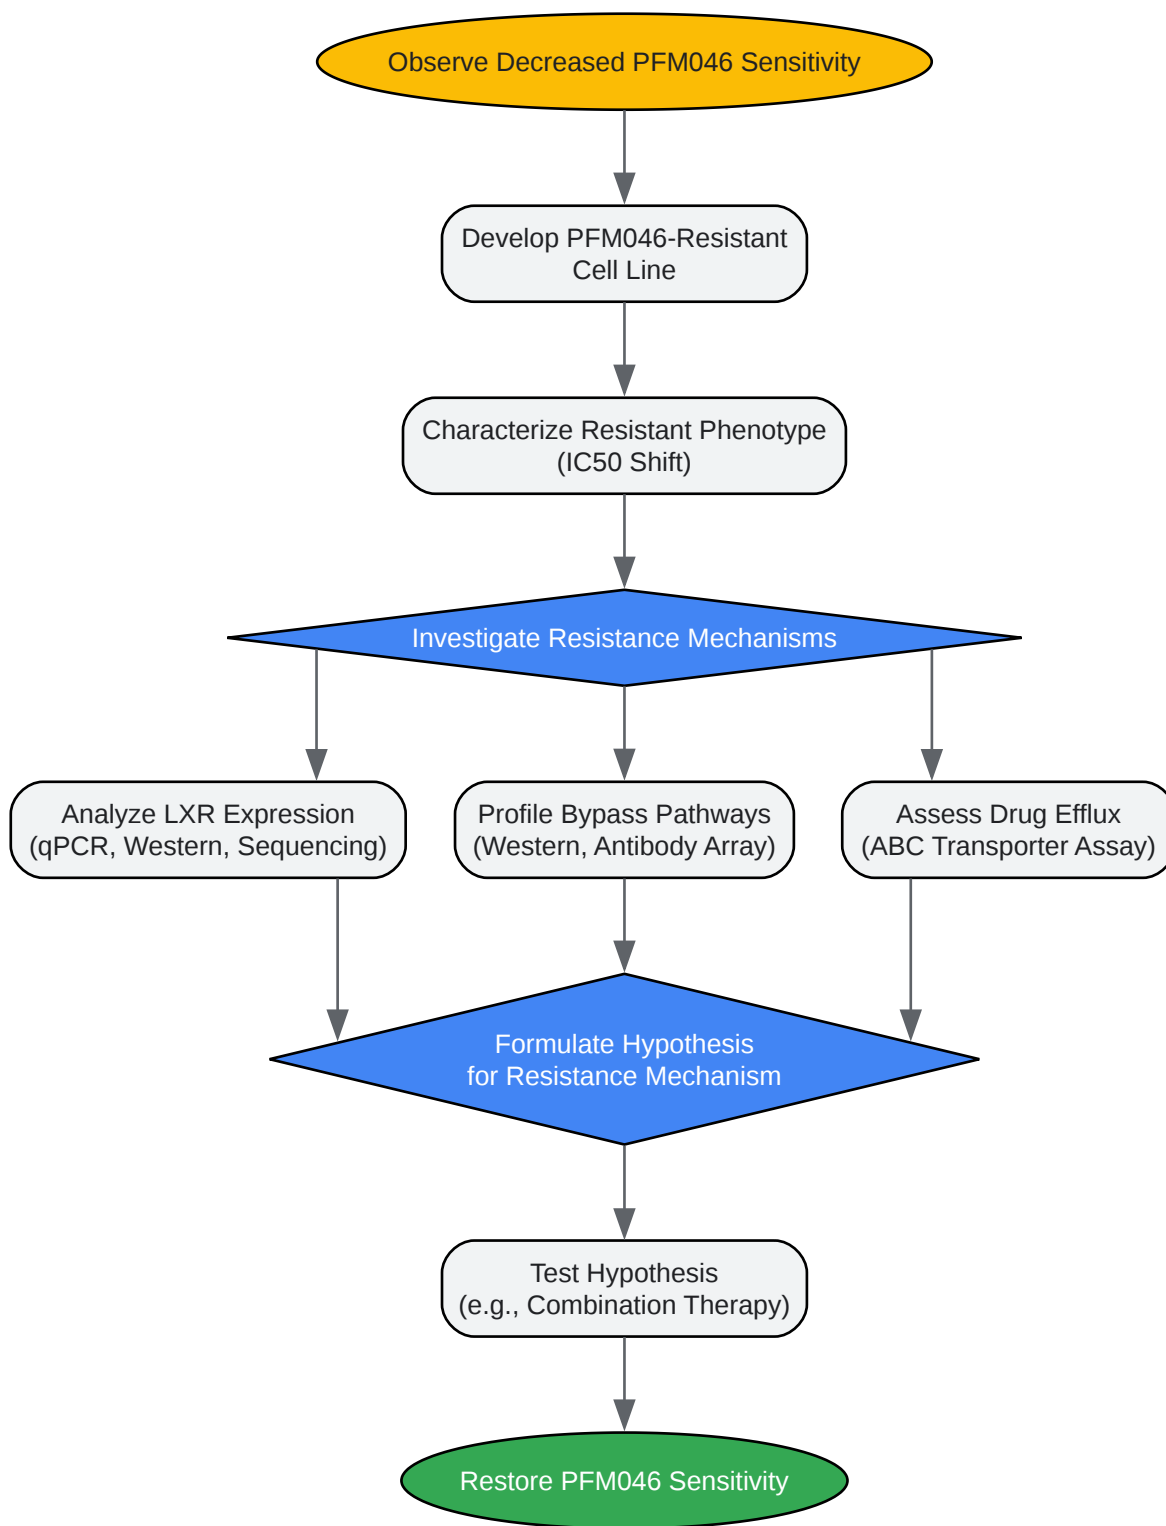 Observe Decreased PFM046 Sensitivity
Develop PFM046-Resistant
Cell Line
Characterize Resistant Phenotype
(IC50 Shift)
Investigate Resistance Mechanisms
Analyze LXR Expression
(qPCR, Western, Sequencing)
Profile Bypass Pathways
(Western, Antibody Array)
Assess Drug Efflux
(ABC Transporter Assay)
Formulate Hypothesis
for Resistance Mechanism
Test Hypothesis
(e.g., Combination Therapy)
Restore PFM046 Sensitivity